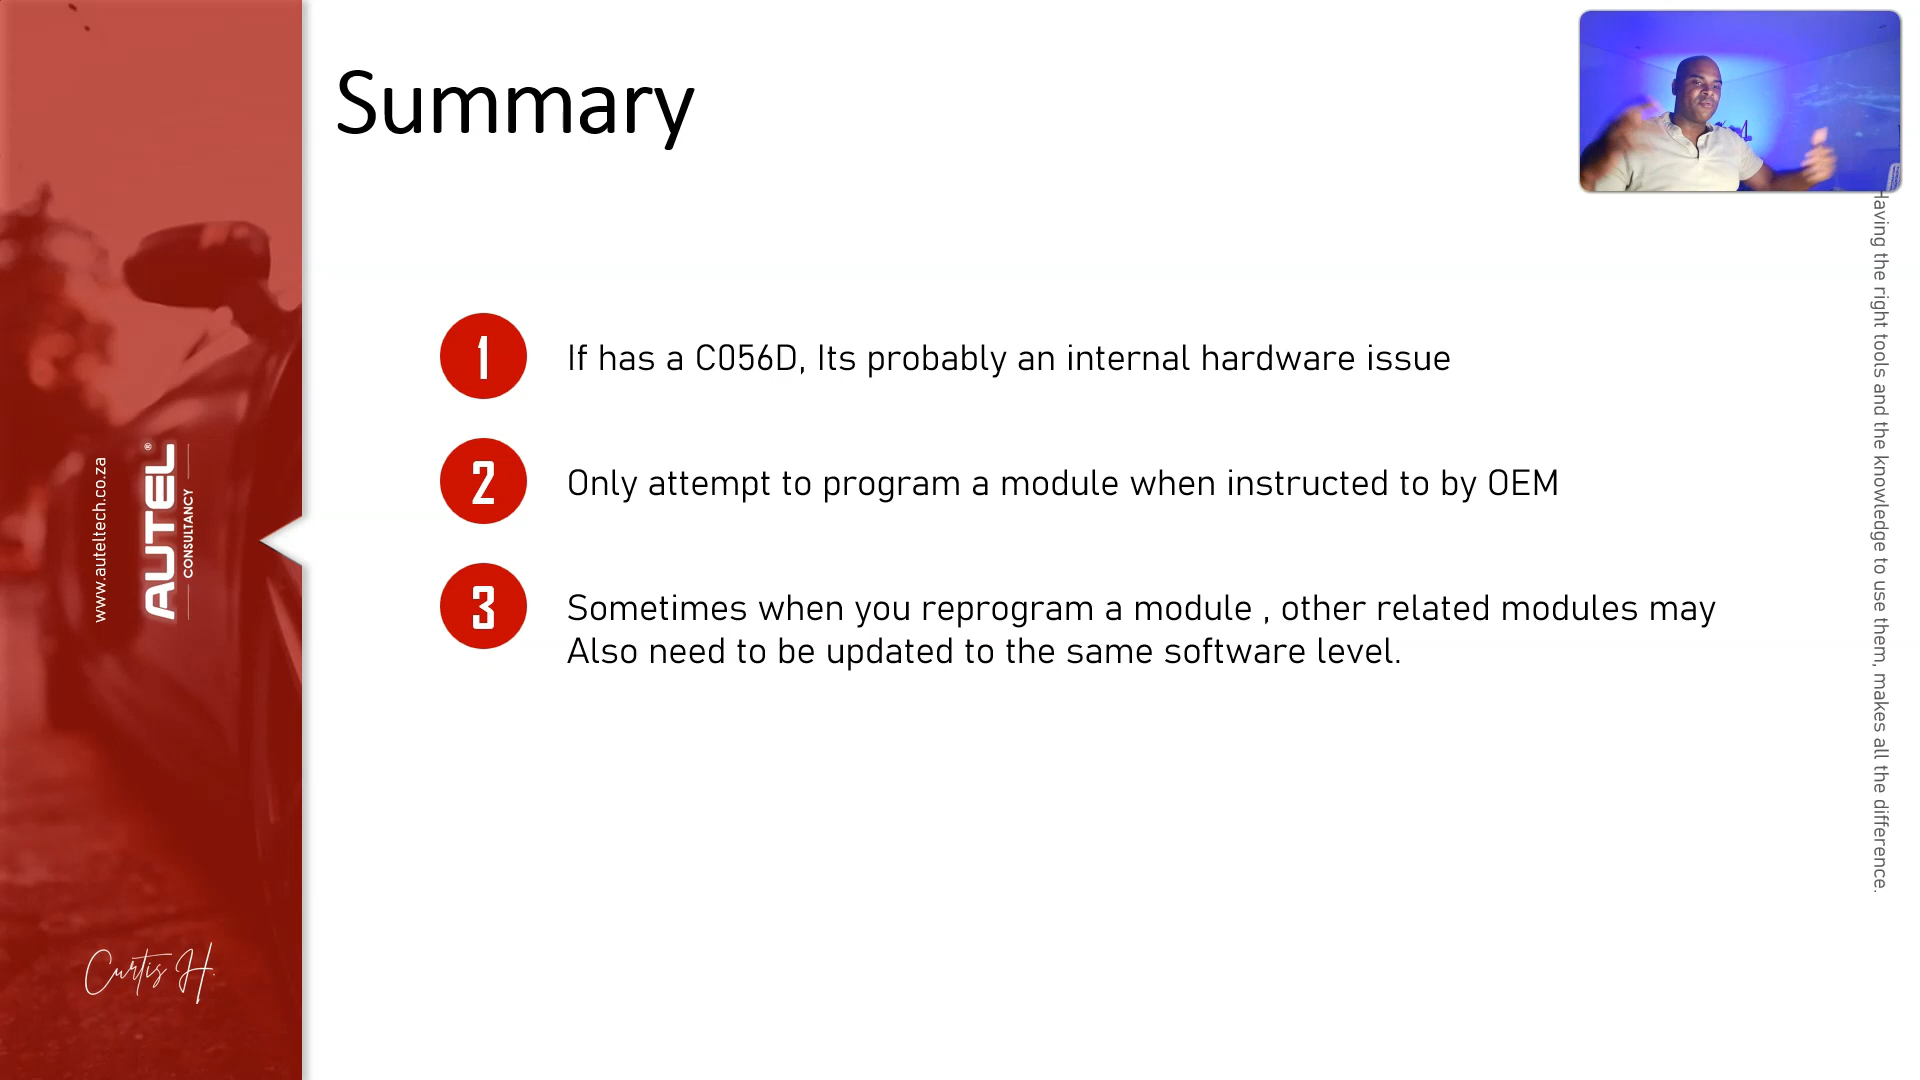 Summary
1
If has a C056D, Its probably an internal hardware issue
2
Only attempt to program a module when instructed to by OEM
3
Sometimes when you reprogram a module , other related modules may
Also need to be updated to the same software level.
www.auteltech.co.za
AUTEL®
CONSULTANCY
Curtis H.
Having the right tools and the knowledge to use them, makes all the difference.